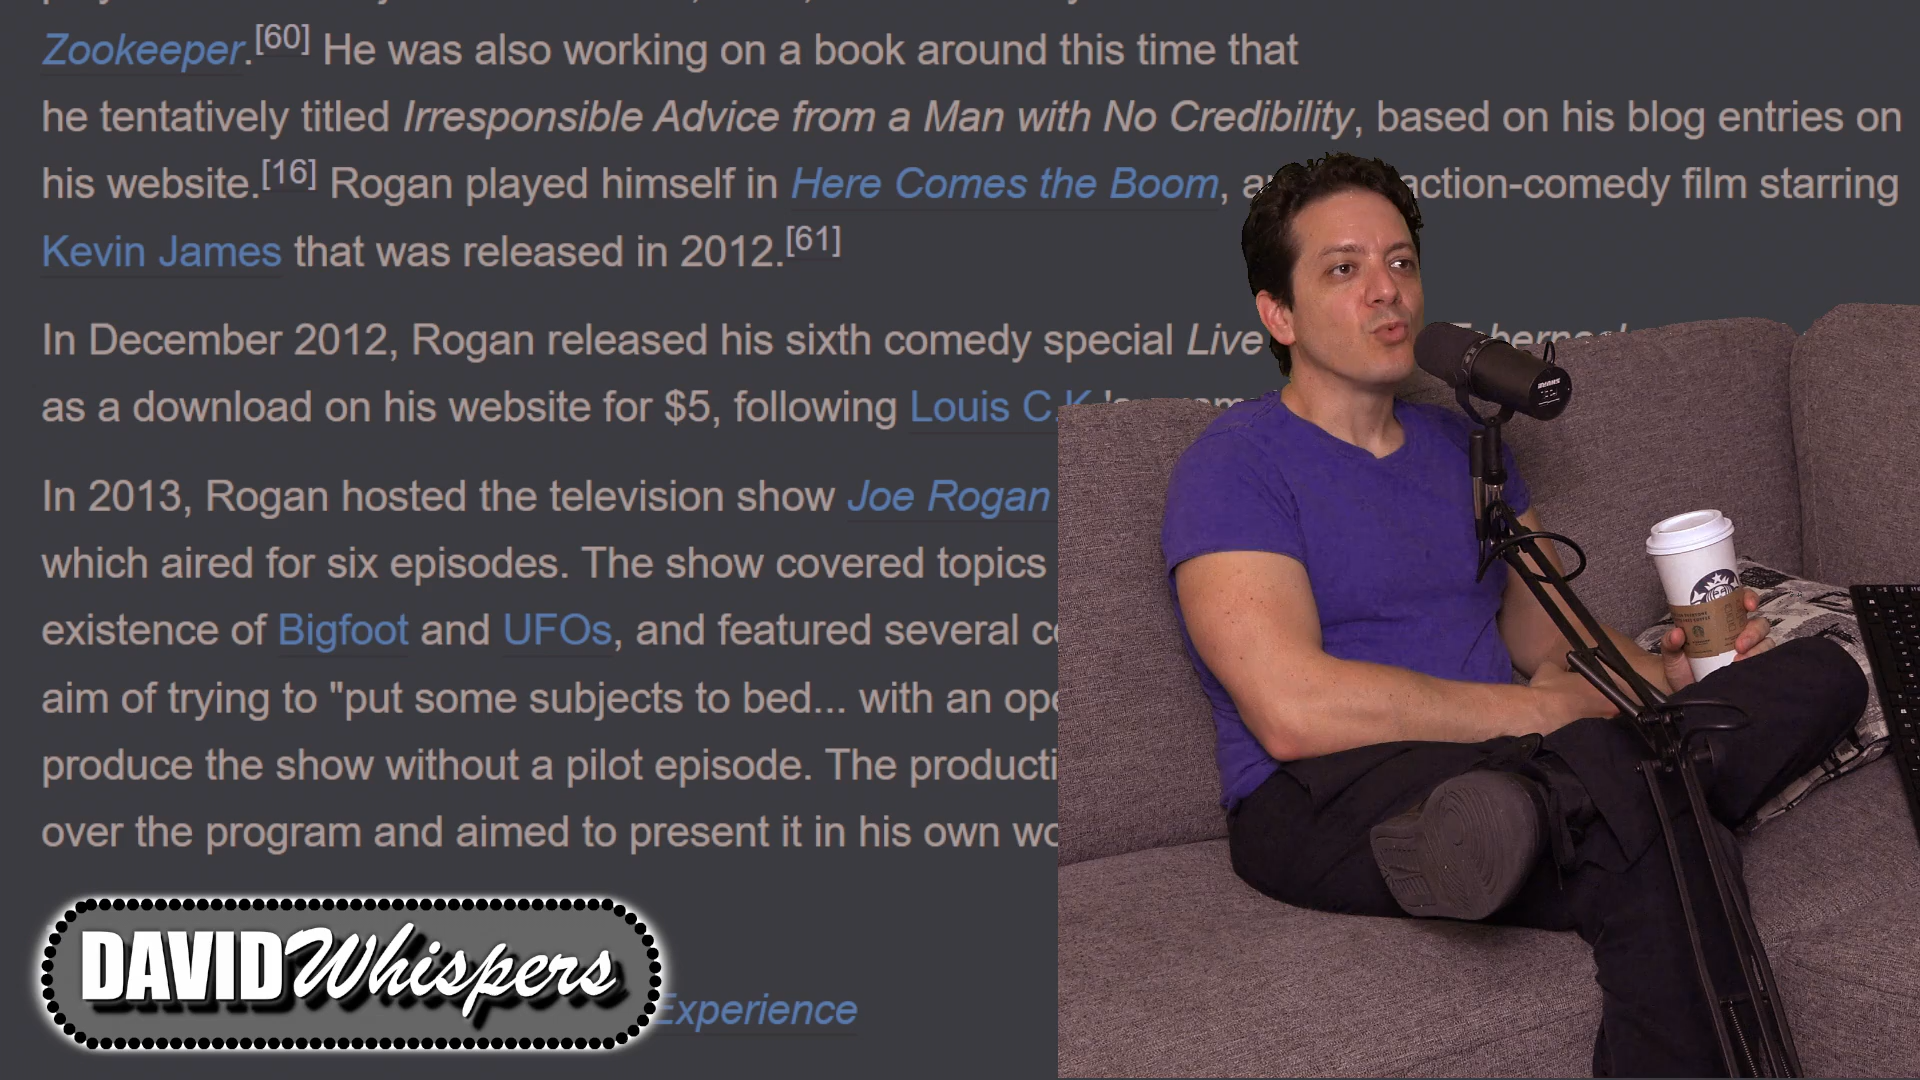 Zookeeper.[60] He was also working on a book around this time that
he tentatively titled Irresponsible Advice from a Man with No Credibility, based on his blog entries on
his website.[16] Rogan played himself in Here Comes the Boom, action-comedy film starring
Kevin James that was released in 2012.[61]
In December 2012, Rogan released his sixth comedy special Live
as a download on his website for $5, following Louis C.K.'s
In 2013, Rogan hosted the television show Joe Rogan
which aired for six episodes. The show covered topics
existence of Bigfoot and UFOs, and featured several
aim of trying to "put some subjects to bed... with an
produce the show without a pilot episode. The
over the program and aimed to present it in his own
DAVID Whispers
Experience